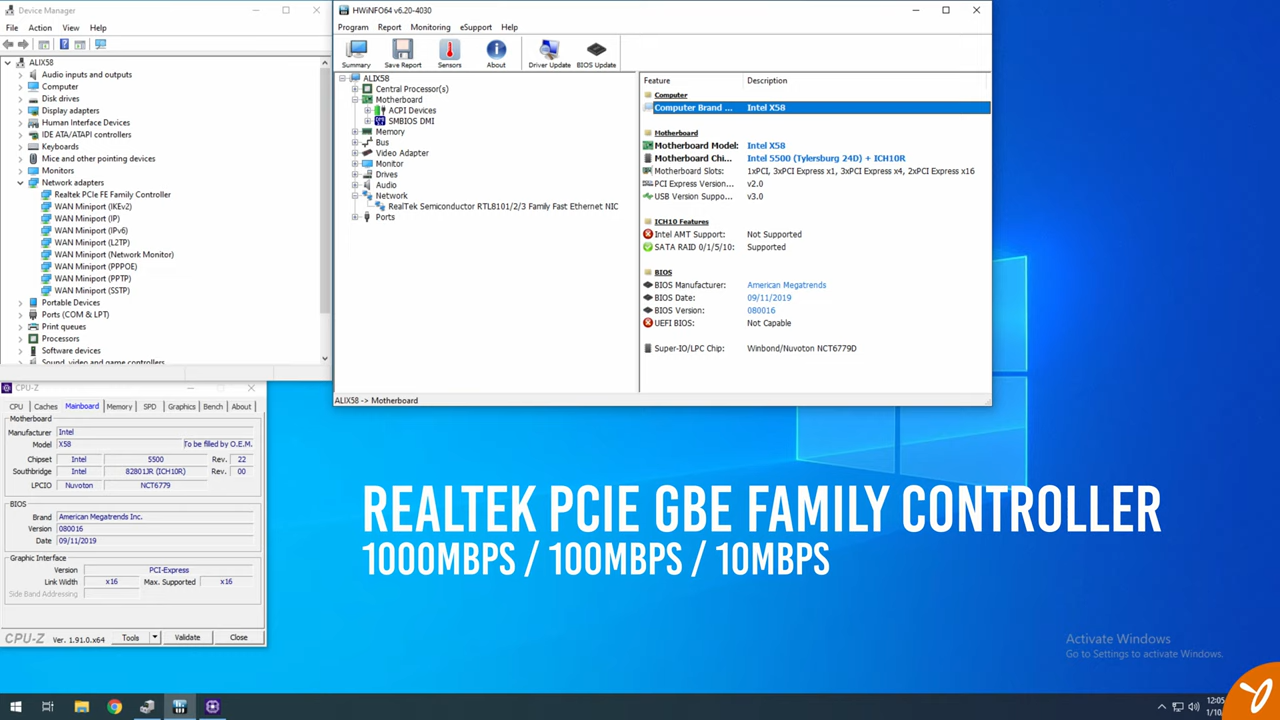 Device Manager
File Action View Help
ALIX58
Audio inputs and outputs
Computer
Disk drives
Display adapters
Human Interface Devices
IDE ATA/ATAPI controllers
Keyboards
Mice and other pointing devices
Monitors
Network adapters
Realtek PCIe FE Family Controller
WAN Miniport (IKEv2)
WAN Miniport (IP)
WAN Miniport (IPv6)
WAN Miniport (L2TP)
WAN Miniport (Network Monitor)
WAN Miniport (PPPOE)
WAN Miniport (PPTP)
WAN Miniport (SSTP)
Portable Devices
Ports (COM & LPT)
Print queues
Processors
Software devices
Sound, video and game controllers
HWiNFO64 v6.20-4030
Program Report Monitoring eSupport Help
Summary Save Report Sensors About Driver Update BIOS Update
ALIX58
Central Processor(s)
Motherboard
ACPI Devices
SMBIOS DMI
Memory
Bus
Video Adapter
Monitor
Drives
Audio
Network
RealTek Semiconductor RTL8101/2/3 Family Fast Ethernet NIC
Ports
Feature Description
Computer
Computer Brand ... Intel X58
Motherboard
Motherboard Model: Intel X58
Motherboard Chi... Intel 5500 (Tylersburg 24D) + ICH10R
Motherboard Slots: 1xPCI, 3xPCI Express x1, 3xPCI Express x4, 2xPCI Express x16
PCI Express Version... v2.0
USB Version Suppo... v3.0
ICH10 Features
Intel AMT Support: Not Supported
SATA RAID 0/1/5/10: Supported
BIOS
BIOS Manufacturer: American Megatrends
BIOS Date: 09/11/2019
BIOS Version: 080016
UEFI BIOS: Not Capable
Super-IO/LPC Chip: Winbond/Nuvoton NCT6779D
ALIX58 -> Motherboard
CPU-Z
CPU Caches Mainboard Memory SPD Graphics Bench About
Motherboard
Manufacturer Intel
Model X58 To be filled by O.E.M.
Chipset Intel 5500 Rev. 22
Southbridge Intel 82801JR (ICH10R) Rev. 00
LPCIO Nuvoton NCT6779
BIOS
Brand American Megatrends Inc.
Version 080016
Date 09/11/2019
Graphic Interface
Version PCI-Express
Link Width x16 Max. Supported x16
Side Band Addressing
CPU-Z Ver. 1.91.0.x64 Tools Validate Close
REALTEK PCIE GBE FAMILY CONTROLLER
1000MBPS / 100MBPS / 10MBPS
Activate Windows
Go to Settings to activate Windows.